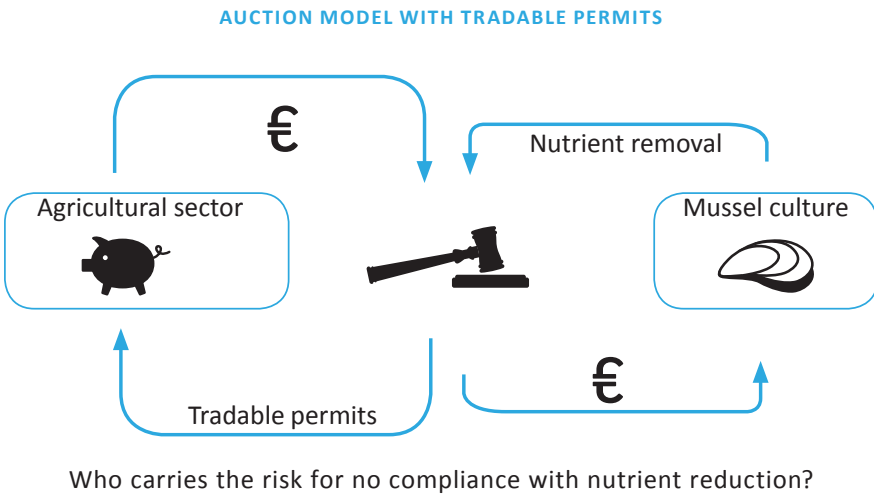 AUCTION MODEL WITH TRADABLE PERMITS
€
Nutrient removal
Agricultural sector
Mussel culture
€
Tradable permits
Who carries the risk for no compliance with nutrient reduction?